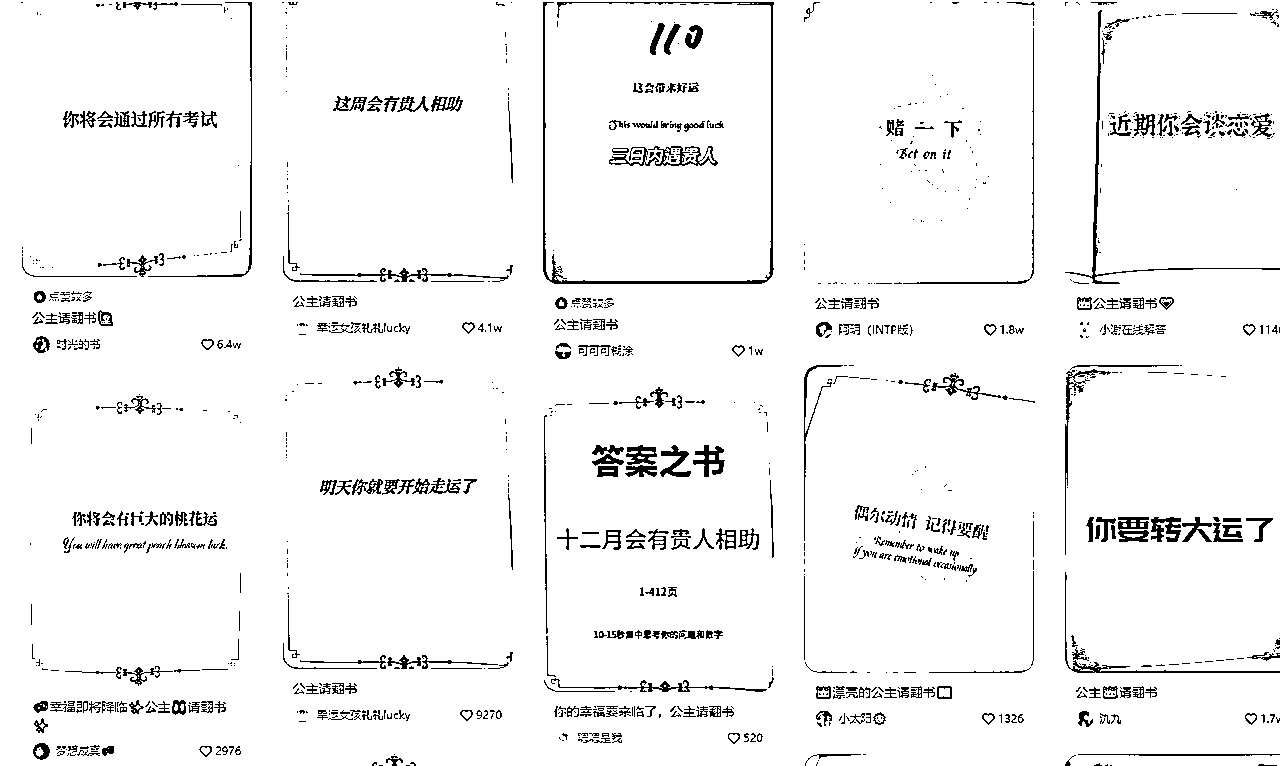 你将会通过所有考试
点赞较多
公主请翻书
时光的书
6.4w
这周会有贵人相助
公主请翻书
幸运女孩礼礼lucky
4.1w
110
这会带来好运
This would bring good luck
三日内遇贵人
点赞较多
公主请翻书
可可可糊涂
1w
赌一下
Bet on it
公主请翻书
阿玥（INTP版）
1.8w
近期你会谈恋爱
公主请翻书
小谢在线解答
你将会有巨大的桃花运
You will have great peach blossom luck.
幸福即将降临公主请翻书
梦想成真
2976
明天你就要开始走运了
公主请翻书
幸运女孩礼礼lucky
9270
答案之书
十二月会有贵人相助
1-412页
10-15秒集中思考你的问题和数字
你的幸福要来临了，公主请翻书
520
偶尔动情 记得要醒
Remember to wake up
if you are emotional occasionally
漂亮的公主请翻书
小太阳
1326
你要转大运了
公主请翻书
1.7w